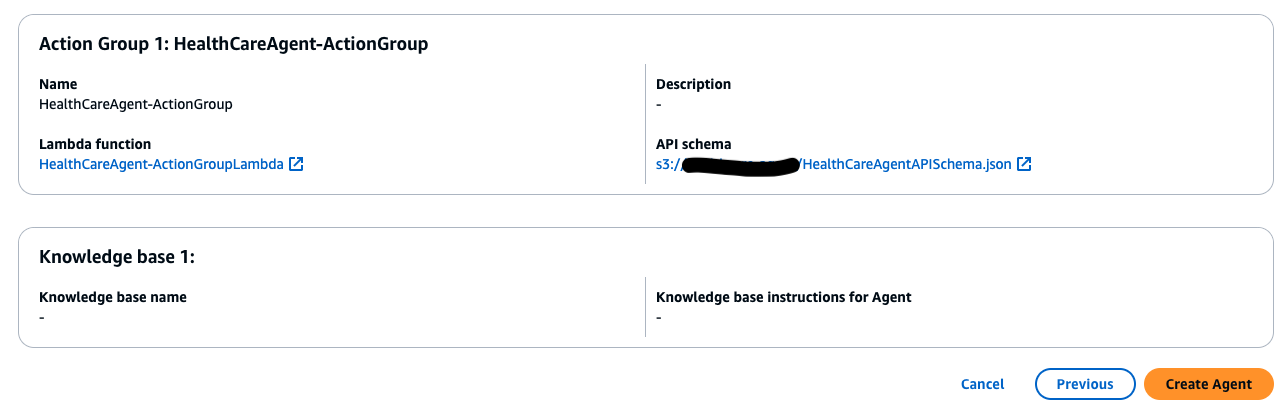 Action Group 1: HealthCareAgent-ActionGroup
Name
HealthCareAgent-ActionGroup
Description
-
Lambda function
HealthCareAgent-ActionGroupLambda
API schema
s3:/ /HealthCareAgentAPISchema.json
Knowledge base 1:
Knowledge base name
-
Knowledge base instructions for Agent
-
Cancel
Previous
Create Agent